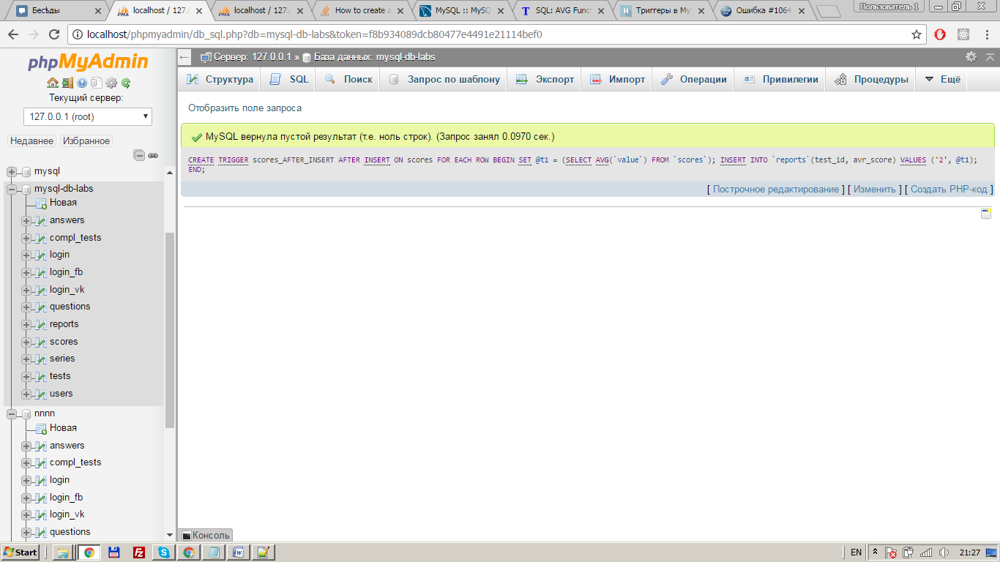 Бесѣды
localhost / 127.
localhost / 127.0
How to create a
MySQL :: MySQ
SQL: AVG Funct
Триггеры в My
Ошибка #1064
Пользователь 1
localhost/phpmyadmin/db_sql.php?db=mysql-db-labs&token=f8b934089dcb80477e4491e21114bef0
phpMyAdmin
Текущий сервер:
127.0.0.1 (root)
Недавнее Избранное
mysql
mysql-db-labs
Новая
answers
compl_tests
login
login_fb
login_vk
questions
reports
scores
series
tests
users
nnnn
Новая
answers
compl_tests
login
login_fb
login_vk
questions
Сервер: 127.0.0.1 » База данных: mysql-db-labs
Структура SQL Поиск Запрос по шаблону Экспорт Импорт Операции Привилегии Процедуры Ещё
Отобразить поле запроса
MySQL вернула пустой результат (т.е. ноль строк). (Запрос занял 0.0970 сек.)
CREATE TRIGGER scores_AFTER_INSERT AFTER INSERT ON scores FOR EACH ROW BEGIN SET @t1 = (SELECT AVG(`value`) FROM `scores`); INSERT INTO `reports`(test_id, avr_score) VALUES ('2', @t1);
END;
[ Построчное редактирование ] [ Изменить ] [ Создать PHP-код ]
Консоль
Start
EN
21:27